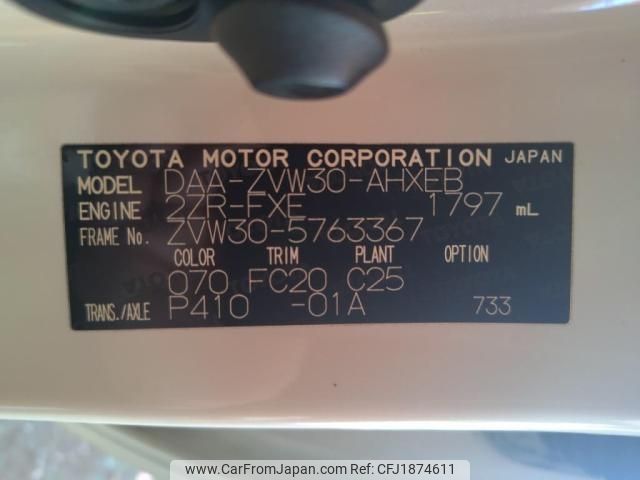 TOYOTA MOTOR CORPORATION JAPAN
MODEL DAA-ZVW30-AHXEB
ENGINE 2ZR-FXE 1797 mL
FRAME No. ZVW30-5763367
COLOR TRIM PLANT OPTION
070 FC20 C25
TRANS./AXLE P410 -01A 733
www.CarFromJapan.com - CFJ1874611